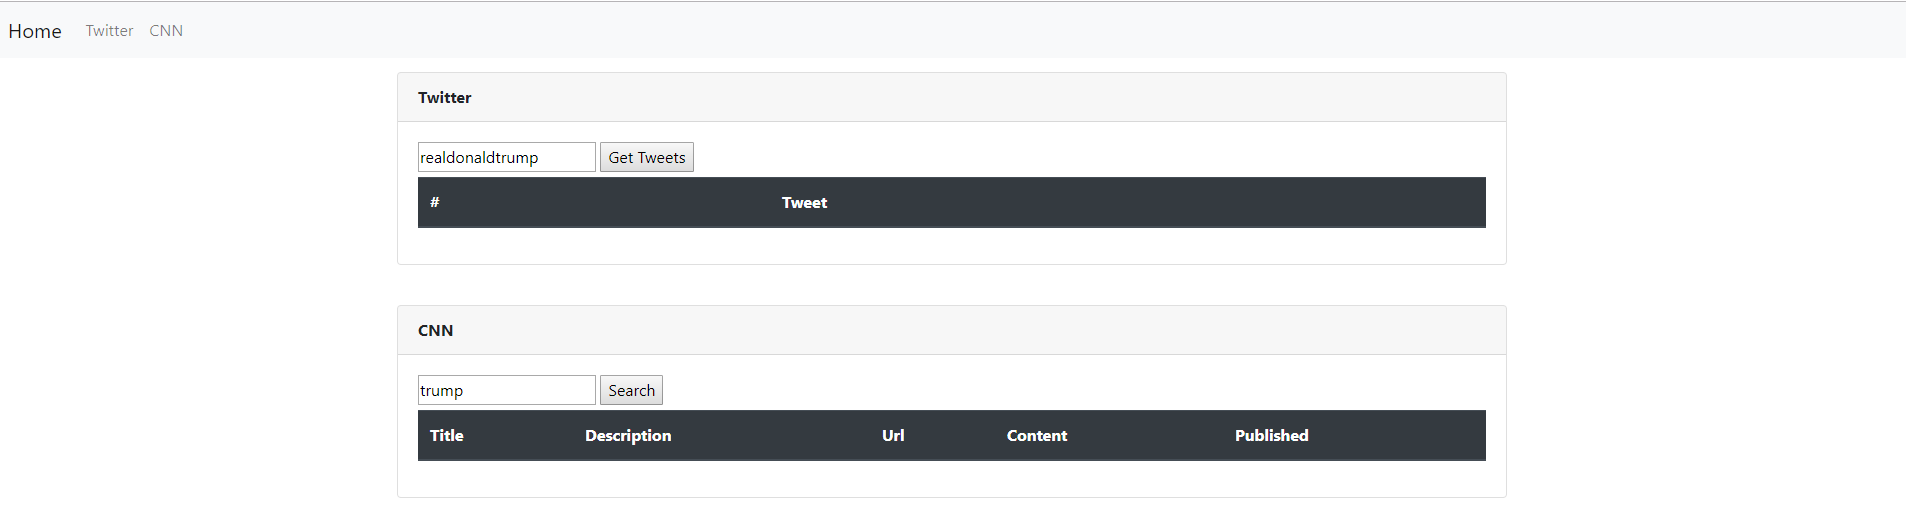 Home Twitter CNN
Twitter
realdonaldtrump Get Tweets
# Tweet
CNN
trump Search
Title Description Url Content Published